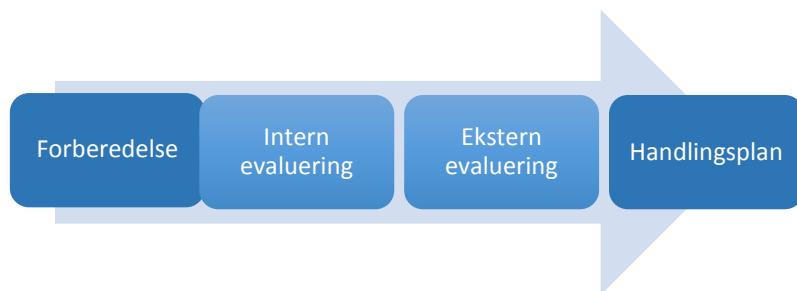 Forberedelse
Intern
evaluering
Ekstern
evaluering
Handlingsplan